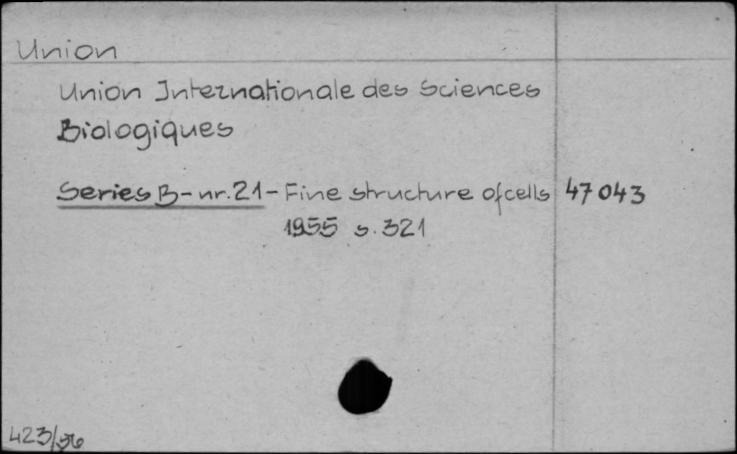 Union
Union Internationale des Sciences
Biologiques
Series B - nr. 21 - Fine structure of cells 47 043
1955 s. 321
423/56